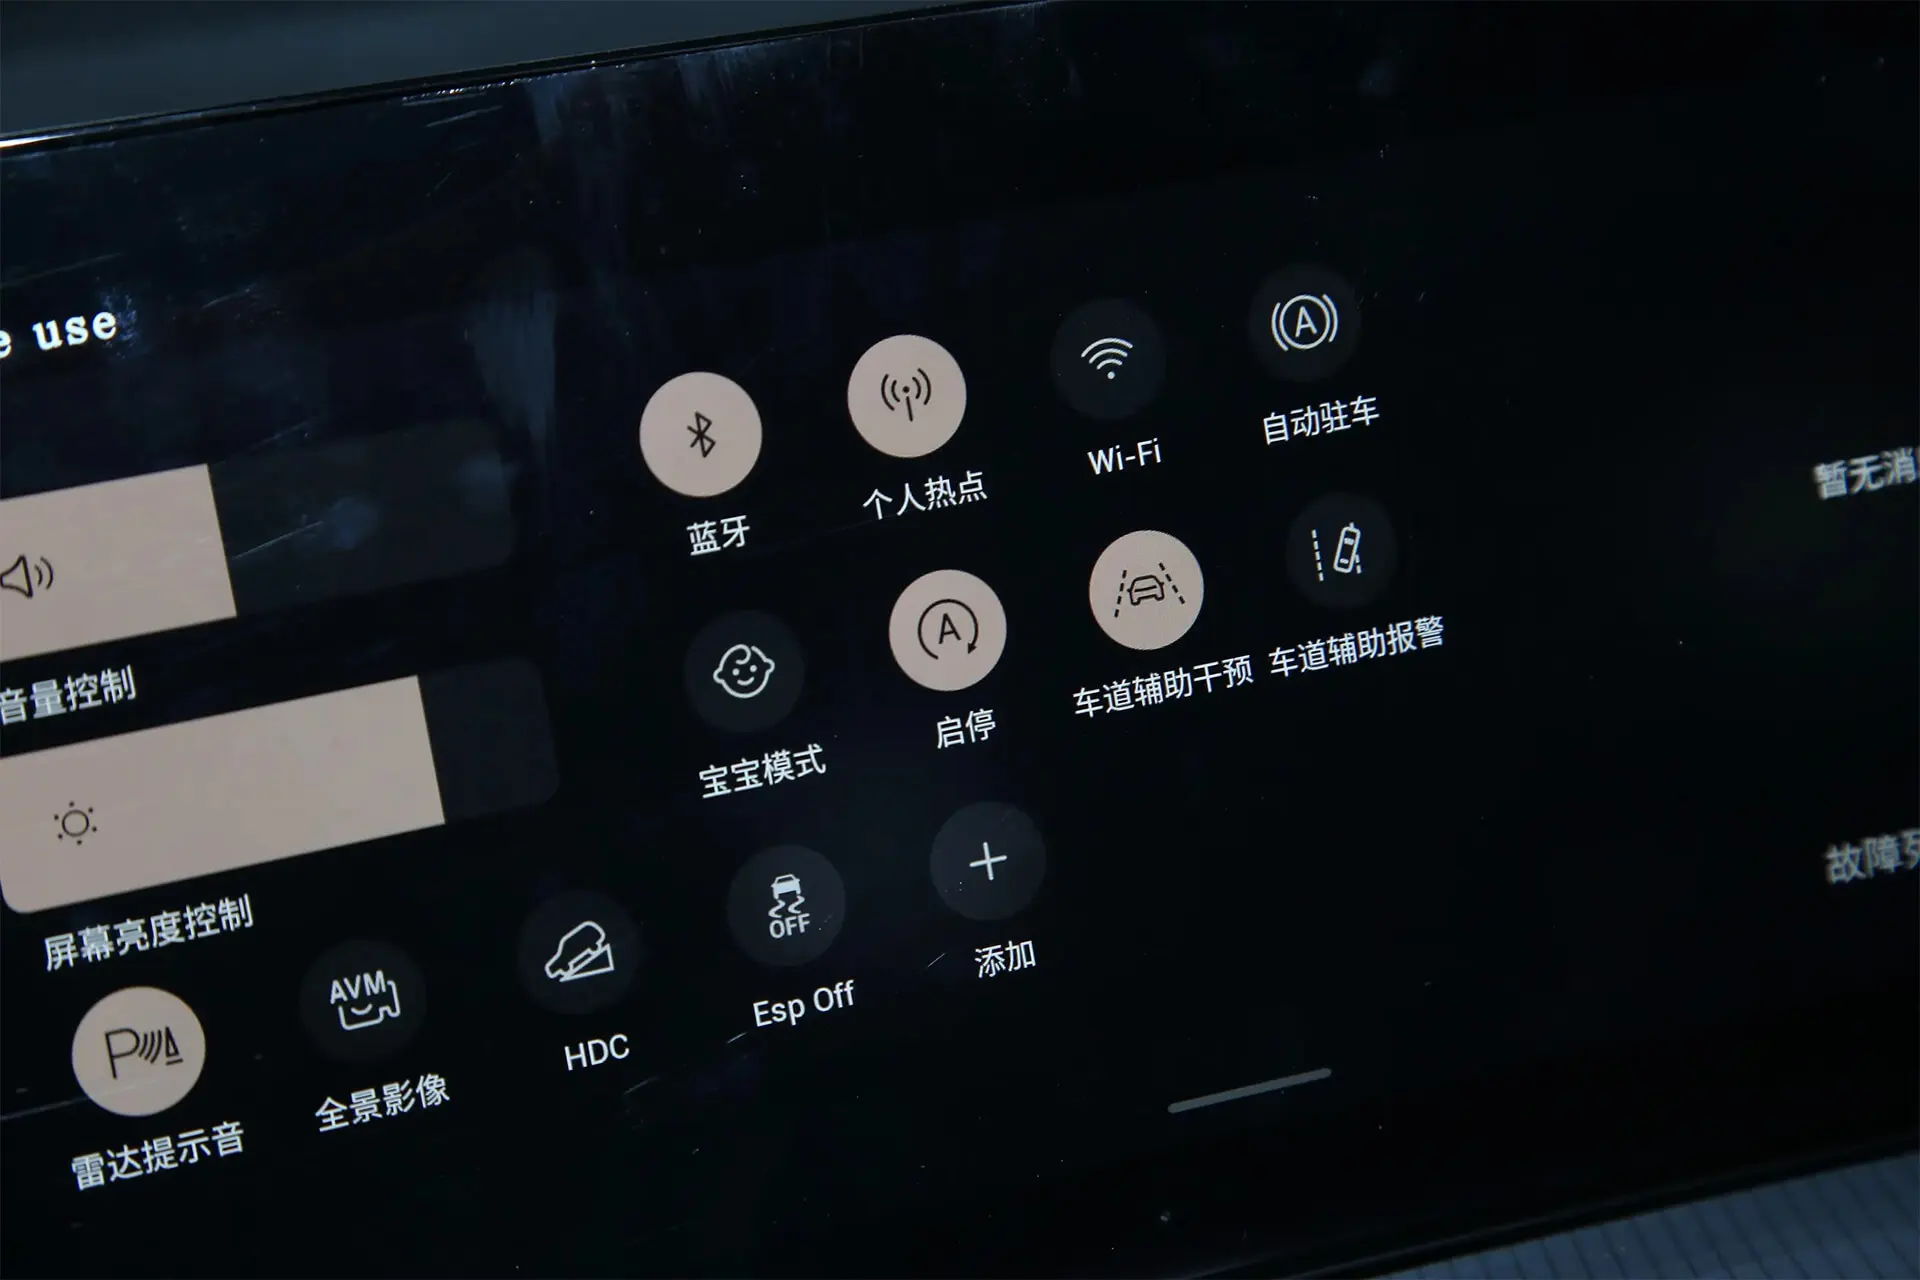 use
蓝牙
个人热点
Wi-Fi
自动驻车
音量控制
宝宝模式
启停
车道辅助干预
车道辅助报警
暂无消
屏幕亮度控制
雷达提示音
AVM
全景影像
HDC
OFF
Esp Off
添加
故障